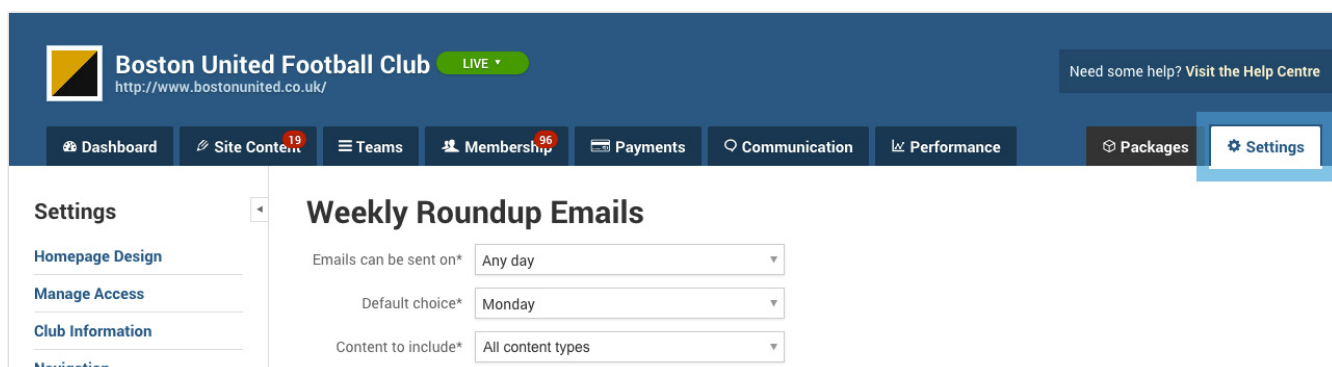 Boston United Football Club LIVE
http://www.bostonunited.co.uk/
Need some help? Visit the Help Centre
Dashboard Site Content 19 Teams Membership 96 Payments Communication Performance Packages Settings
Settings
Homepage Design
Manage Access
Club Information
Navigation
Weekly Roundup Emails
Emails can be sent on* Any day
Default choice* Monday
Content to include* All content types